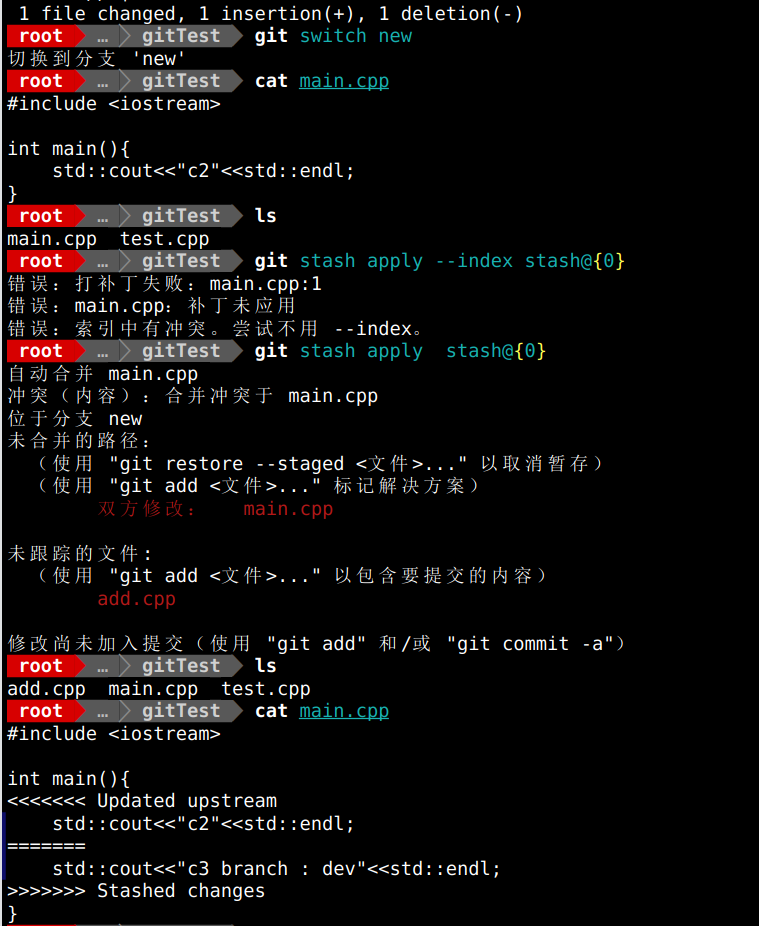 1 file changed, 1 insertion(+), 1 deletion(-)
root … gitTest git switch new
切换到分支 'new'
root … gitTest cat main.cpp
#include <iostream>
int main(){
std::cout<<"c2"<<std::endl;
}
root … gitTest ls
main.cpp test.cpp
root … gitTest git stash apply --index stash@{0}
错误：打补丁失败：main.cpp:1
错误：main.cpp：补丁未应用
错误：索引中有冲突。尝试不用 --index。
root … gitTest git stash apply stash@{0}
自动合并 main.cpp
冲突（内容）：合并冲突于 main.cpp
位于分支 new
未合并的路径：
（使用 "git restore --staged <文件>..." 以取消暂存）
（使用 "git add <文件>..." 标记解决方案）
双方修改： main.cpp
未跟踪的文件:
（使用 "git add <文件>..." 以包含要提交的内容）
add.cpp
修改尚未加入提交（使用 "git add" 和/或 "git commit -a"）
root … gitTest ls
add.cpp main.cpp test.cpp
root … gitTest cat main.cpp
#include <iostream>
int main(){
<<<<<<< Updated upstream
std::cout<<"c2"<<std::endl;
=======
std::cout<<"c3 branch : dev"<<std::endl;
>>>>>>> Stashed changes
}